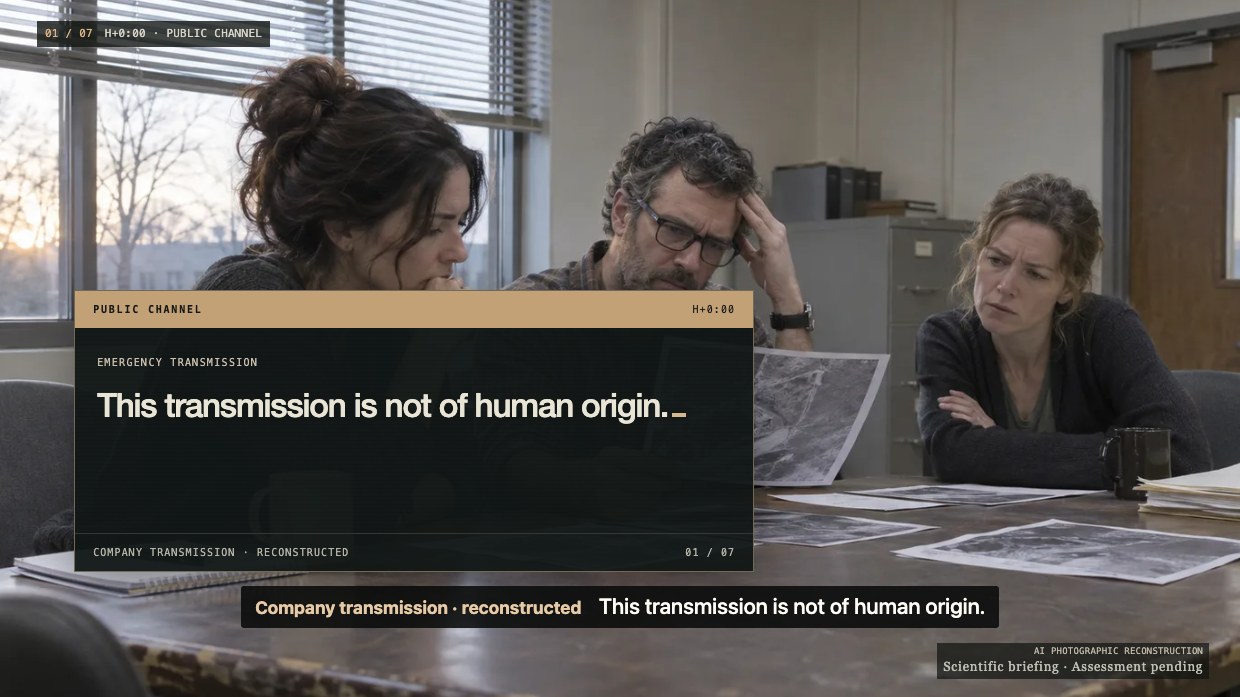 01 / 07 H+0:00 · PUBLIC CHANNEL
PUBLIC CHANNEL H+0:00
EMERGENCY TRANSMISSION
This transmission is not of human origin.
COMPANY TRANSMISSION · RECONSTRUCTED 01 / 07
Company transmission · reconstructed This transmission is not of human origin.
AI PHOTOGRAPHIC RECONSTRUCTION
Scientific briefing · Assessment pending